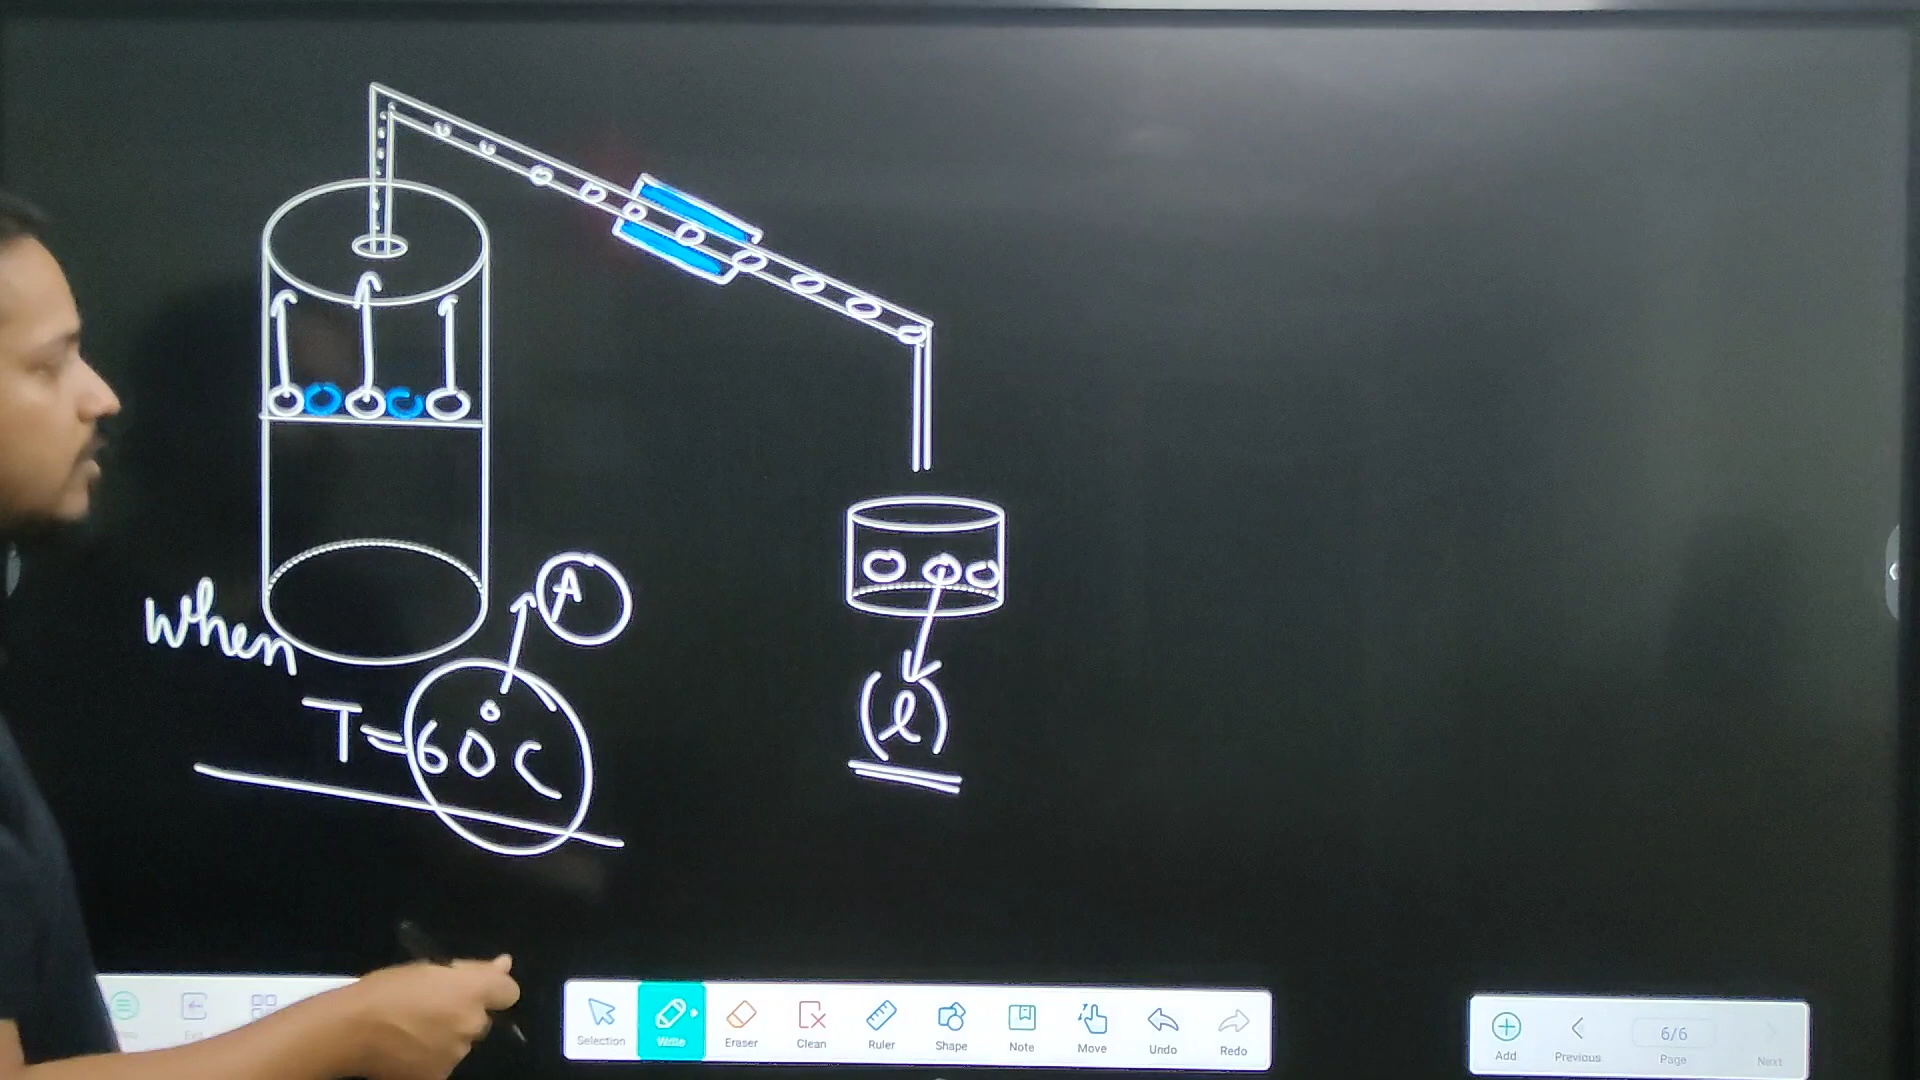 When
A
T=60°C
(l)
Selection
Write
Eraser
Clean
Ruler
Shape
Note
Move
Undo
Redo
Add
Previous
6/6
Page
Next